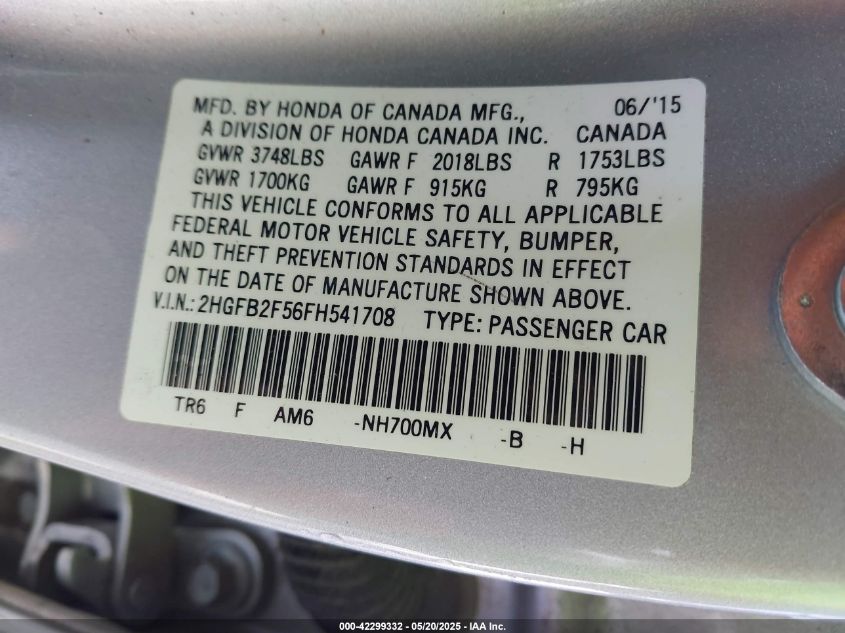 MFD. BY HONDA OF CANADA MFG., 06/'15
A DIVISION OF HONDA CANADA INC. CANADA
GVWR 3748LBS GAWR F 2018LBS R 1753LBS
GVWR 1700KG GAWR F 915KG R 795KG
THIS VEHICLE CONFORMS TO ALL APPLICABLE
FEDERAL MOTOR VEHICLE SAFETY, BUMPER,
AND THEFT PREVENTION STANDARDS IN EFFECT
ON THE DATE OF MANUFACTURE SHOWN ABOVE.
V.I.N.: 2HGFB2F56FH541708 TYPE: PASSENGER CAR
TR6 F AM6 -NH700MX -B -H
000-42299332 / 05/20/2025 - IAA Inc.